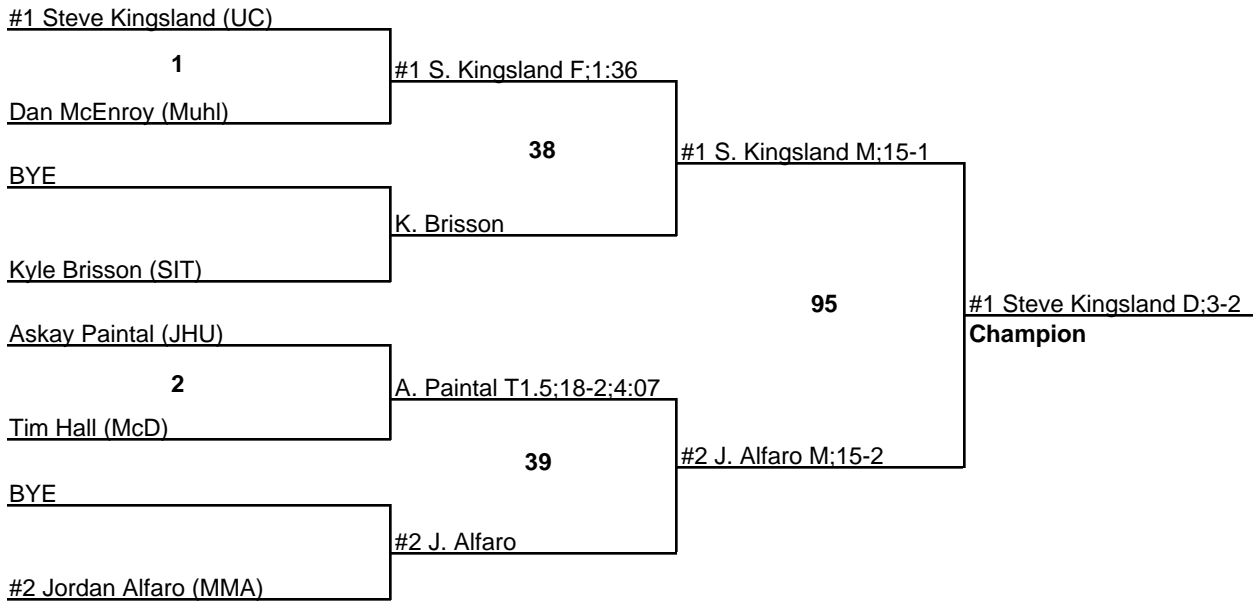 #1 Steve Kingsland (UC)
1
#1 S. Kingsland F;1:36
Dan McEnroy (Muhl)
38
#1 S. Kingsland M;15-1
BYE
K. Brisson
Kyle Brisson (SIT)
95
#1 Steve Kingsland D;3-2
Champion
Askay Paintal (JHU)
2
A. Paintal T1.5;18-2;4:07
Tim Hall (McD)
39
#2 J. Alfaro M;15-2
BYE
#2 J. Alfaro
#2 Jordan Alfaro (MMA)